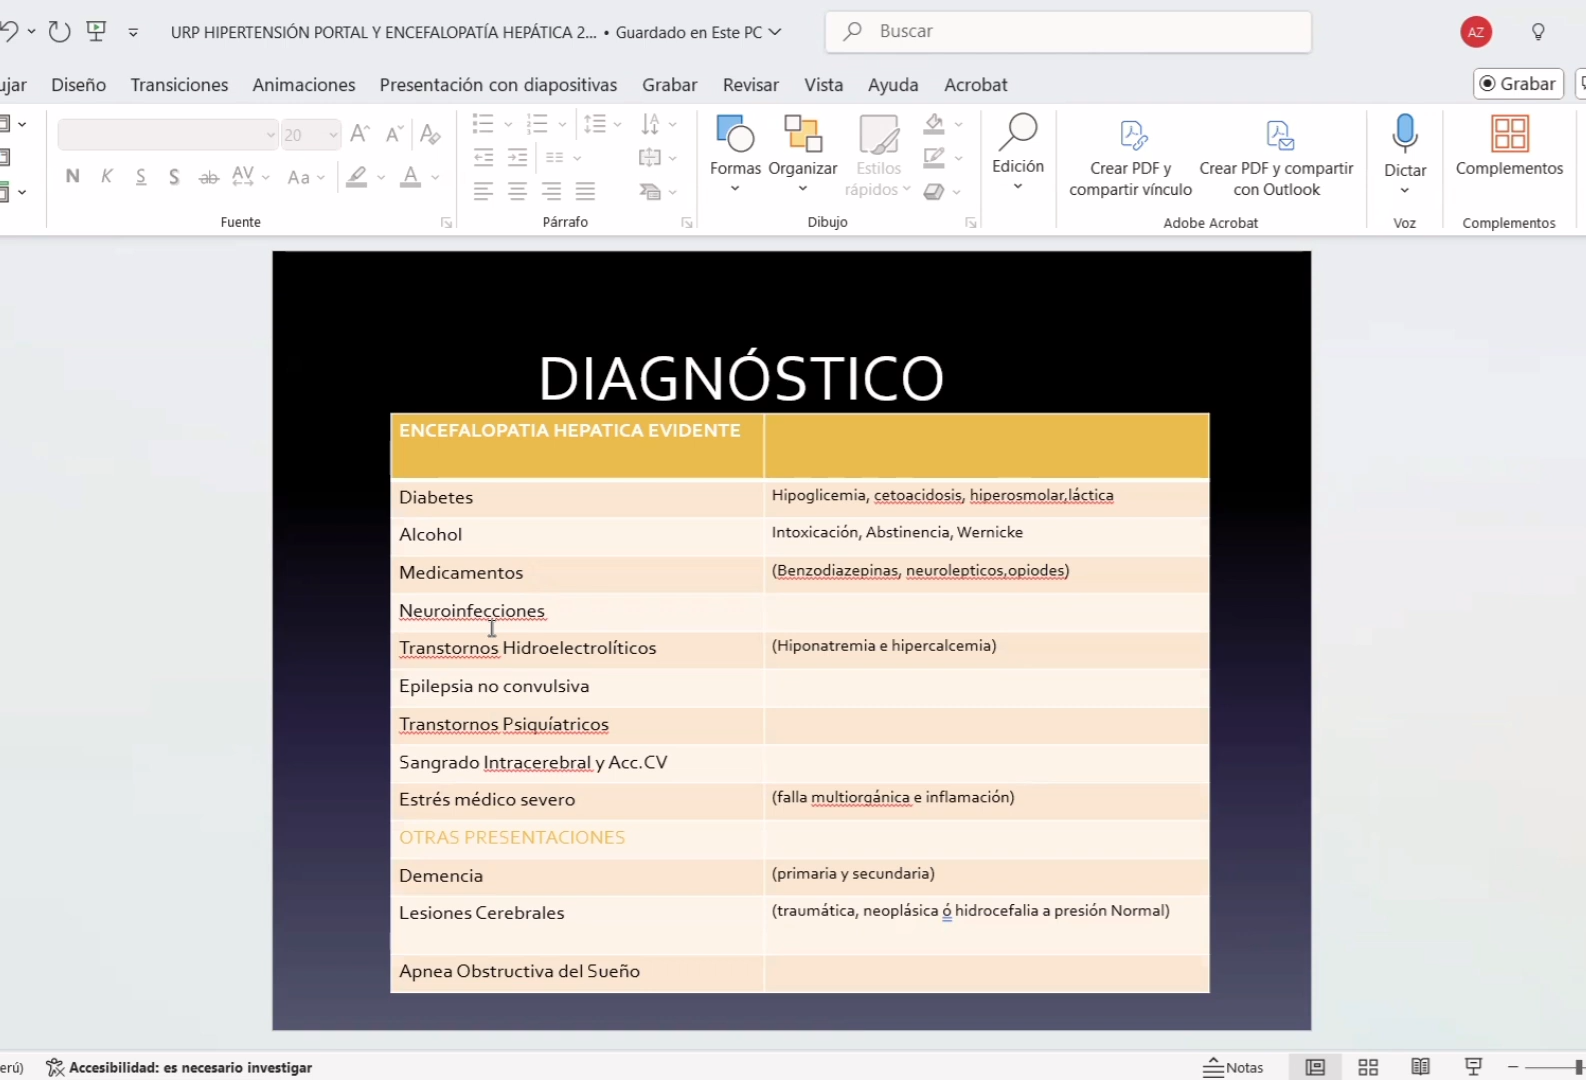 URP HIPERTENSIÓN PORTAL Y ENCEFALOPATÍA HEPÁTICA 2... • Guardado en Este PC
Buscar
AZ
ujar Diseño Transiciones Animaciones Presentación con diapositivas Grabar Revisar Vista Ayuda Acrobat
Grabar
20
N K S S ab AV Aa A
Fuente
Párrafo
Formas Organizar Estilos rápidos
Dibujo
Edición
Crear PDF y compartir vínculo
Crear PDF y compartir con Outlook
Adobe Acrobat
Dictar
Voz
Complementos
Complementos
DIAGNÓSTICO
ENCEFALOPATIA HEPATICA EVIDENTE
Diabetes Hipoglicemia, cetoacidosis, hiperosmolar,láctica
Alcohol Intoxicación, Abstinencia, Wernicke
Medicamentos (Benzodiazepinas, neurolepticos,opiodes)
Neuroinfecciones
Transtornos Hidroelectrolíticos (Hiponatremia e hipercalcemia)
Epilepsia no convulsiva
Transtornos Psiquíatricos
Sangrado Intracerebral y Acc.CV
Estrés médico severo (falla multiorgánica e inflamación)
OTRAS PRESENTACIONES
Demencia (primaria y secundaria)
Lesiones Cerebrales (traumática, neoplásica ó hidrocefalia a presión Normal)
Apnea Obstructiva del Sueño
erú) Accesibilidad: es necesario investigar Notas